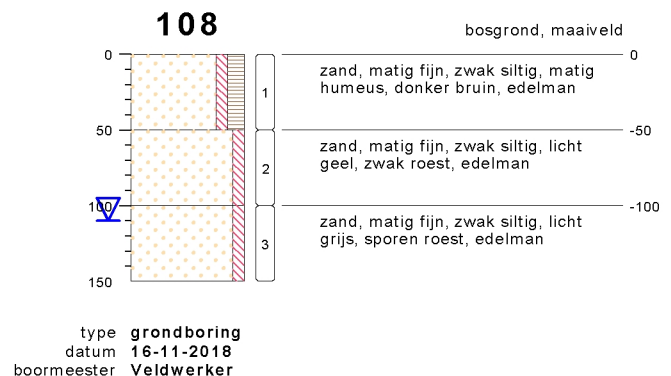 108
bosgrond, maaiveld
0
0
zand, matig fijn, zwak siltig, matig
humeus, donker bruin, edelman
1
50
-50
zand, matig fijn, zwak siltig, licht
geel, zwak roest, edelman
2
100
-100
zand, matig fijn, zwak siltig, licht
grijs, sporen roest, edelman
3
150
type grondboring
datum 16-11-2018
boormeester Veldwerker